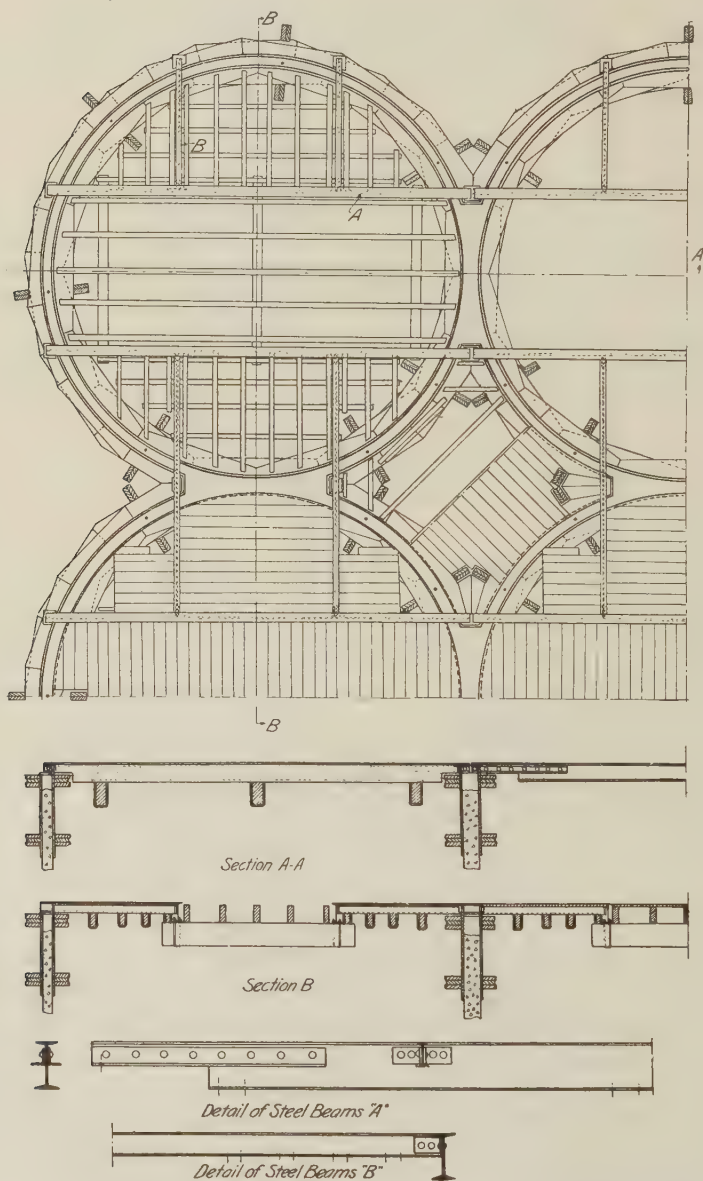 B
B
A
A
B
Section A-A
Section B
Detail of Steel Beams "A"
Detail of Steel Beams "B"